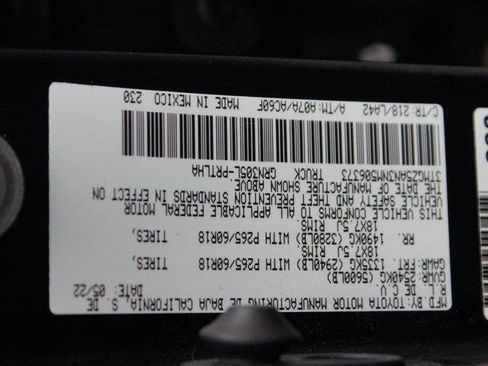 MFD.BY:TOYOTA MOTOR MANUFACTURING DE BAJA CALIFORNIA,
S. DE R.L. DE C.V. DATE: 05/22
GVWR:2540KG (5600LB)
GAWR:FRT. 1335KG (2940LB) WITH P265/60R18 TIRES,
18X7.5J RIMS
RR. 1490KG (3280LB) WITH P265/60R18 TIRES,
18X7.5J RIMS
THIS VEHICLE CONFORMS TO ALL APPLICABLE FEDERAL MOTOR
VEHICLE SAFETY AND THEFT STANDARDS IN EFFECT ON
THE DATE OF MANUFACTURE SHOWN ABOVE.
3TMGZ5AN3NM506373 TRUCK GRN305L-PRTLHA
C/TR:218/LA42 A/TM:A07A/AC60F MADE IN MEXICO 230